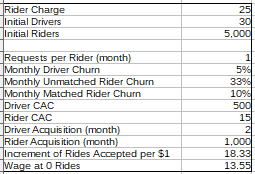 Rider Charge 25
Initial Drivers 30
Initial Riders 5,000
Requests per Rider (month) 1
Monthly Driver Churn 5%
Monthly Unmatched Rider Churn 33%
Monthly Matched Rider Churn 10%
Driver CAC 500
Rider CAC 15
Driver Acquisition (month) 2
Rider Acquisition (month) 1,000
Increment of Rides Accepted per $1 18.33
Wage at 0 Rides 13.55